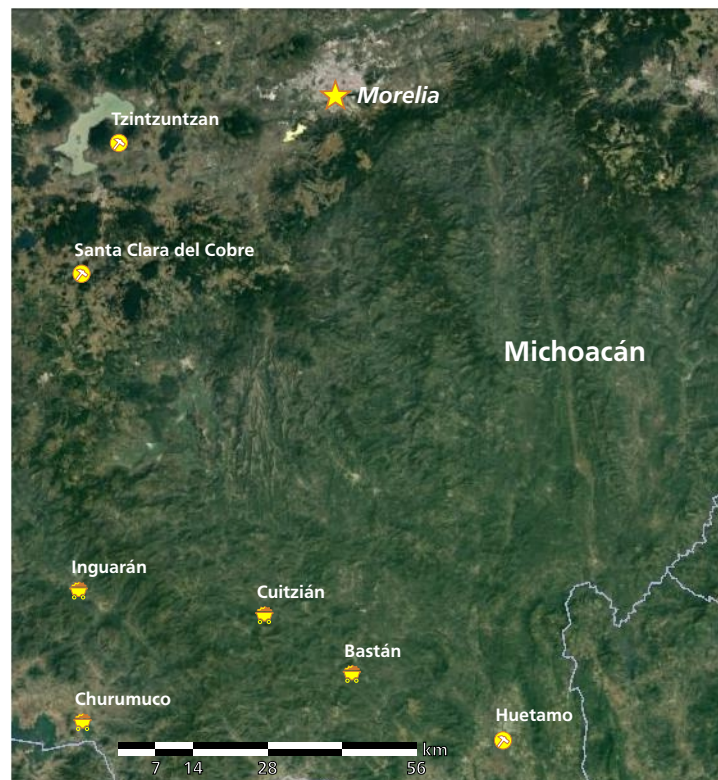 Morelia
Tzintzuntzan
Santa Clara del Cobre
Michoacán
Inguarán
Cuitzián
Bastán
Churumuco
Huetamo
km
7 14 28 56